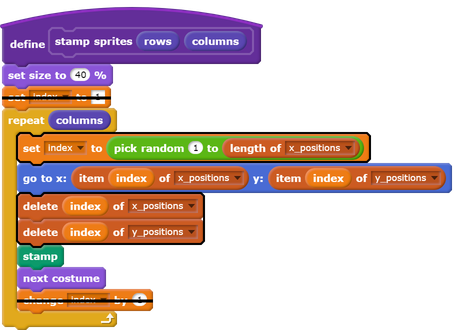 define stamp sprites rows columns
set size to 40 %
set Index to 1
repeat columns
set Index to pick random 1 to length of x_positions
go to x: item index of x_positions y: item index of y_positions
delete index of x_positions
delete index of y_positions
stamp
next costume
change Index by 1